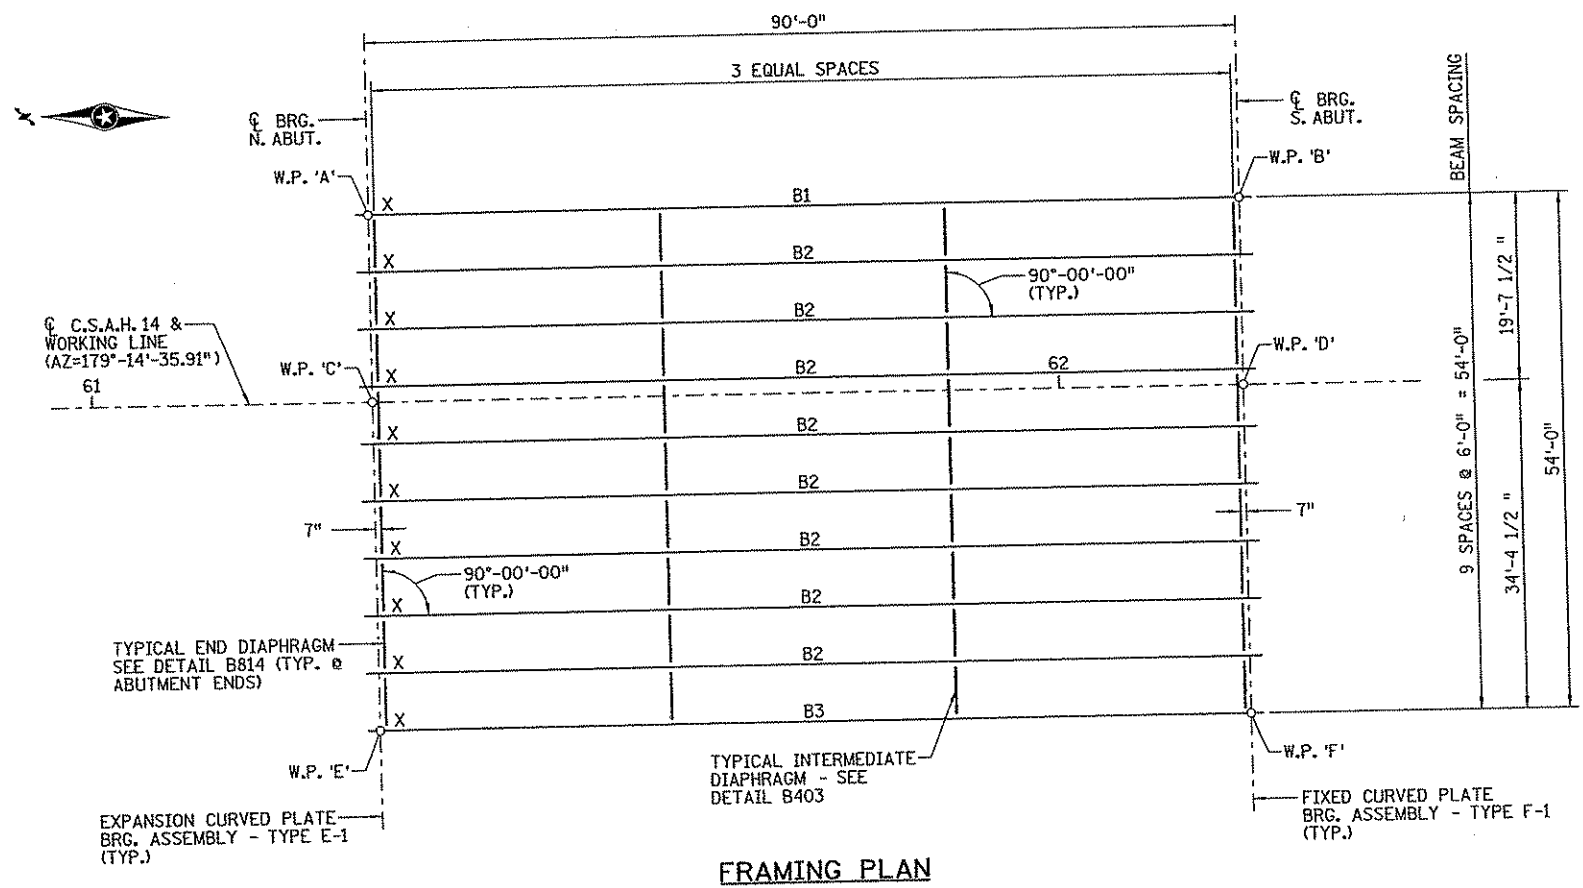 90'-0"
3 EQUAL SPACES
℄ BRG.
N. ABUT.
℄ BRG.
S. ABUT.
BEAM SPACING
W.P. 'A'
W.P. 'B'
X
B1
X
B2
90°-00'-00"
(TYP.)
X
B2
℄ C.S.A.H. 14 &
WORKING LINE
(AZ=179°-14'-35.91")
61
W.P. 'C'
X
B2
62
W.P. 'D'
X
B2
X
B2
7"
7"
X
B2
90°-00'-00"
(TYP.)
X
B2
X
B2
X
B3
9 SPACES @ 6'-0" = 54'-0"
19'-7 1/2 "
34'-4 1/2 "
54'-0"
TYPICAL END DIAPHRAGM
SEE DETAIL B814 (TYP. @
ABUTMENT ENDS)
W.P. 'E'
W.P. 'F'
TYPICAL INTERMEDIATE
DIAPHRAGM - SEE
DETAIL B403
EXPANSION CURVED PLATE
BRG. ASSEMBLY - TYPE E-1
(TYP.)
FIXED CURVED PLATE
BRG. ASSEMBLY - TYPE F-1
(TYP.)
FRAMING PLAN